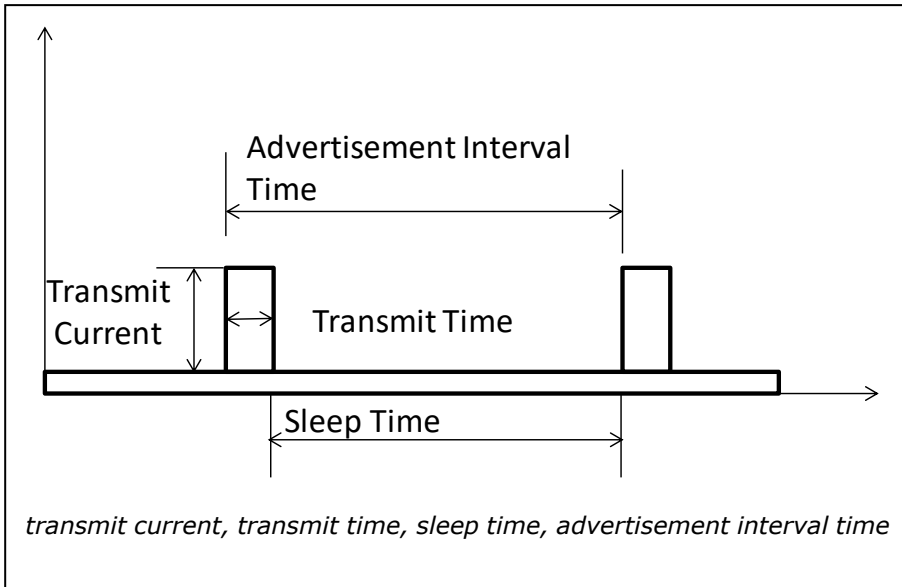 Advertisement Interval
Time
Transmit
Current
Transmit Time
Sleep Time
transmit current, transmit time, sleep time, advertisement interval time